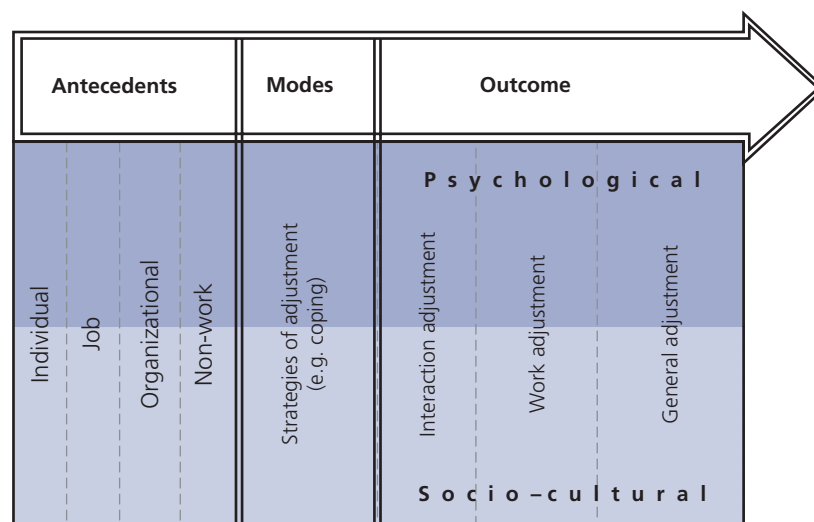 Antecedents
Modes
Outcome
Psychological
Individual
Job
Organizational
Non-work
Strategies of adjustment
(e.g. coping)
Interaction adjustment
Work adjustment
General adjustment
Socio–cultural